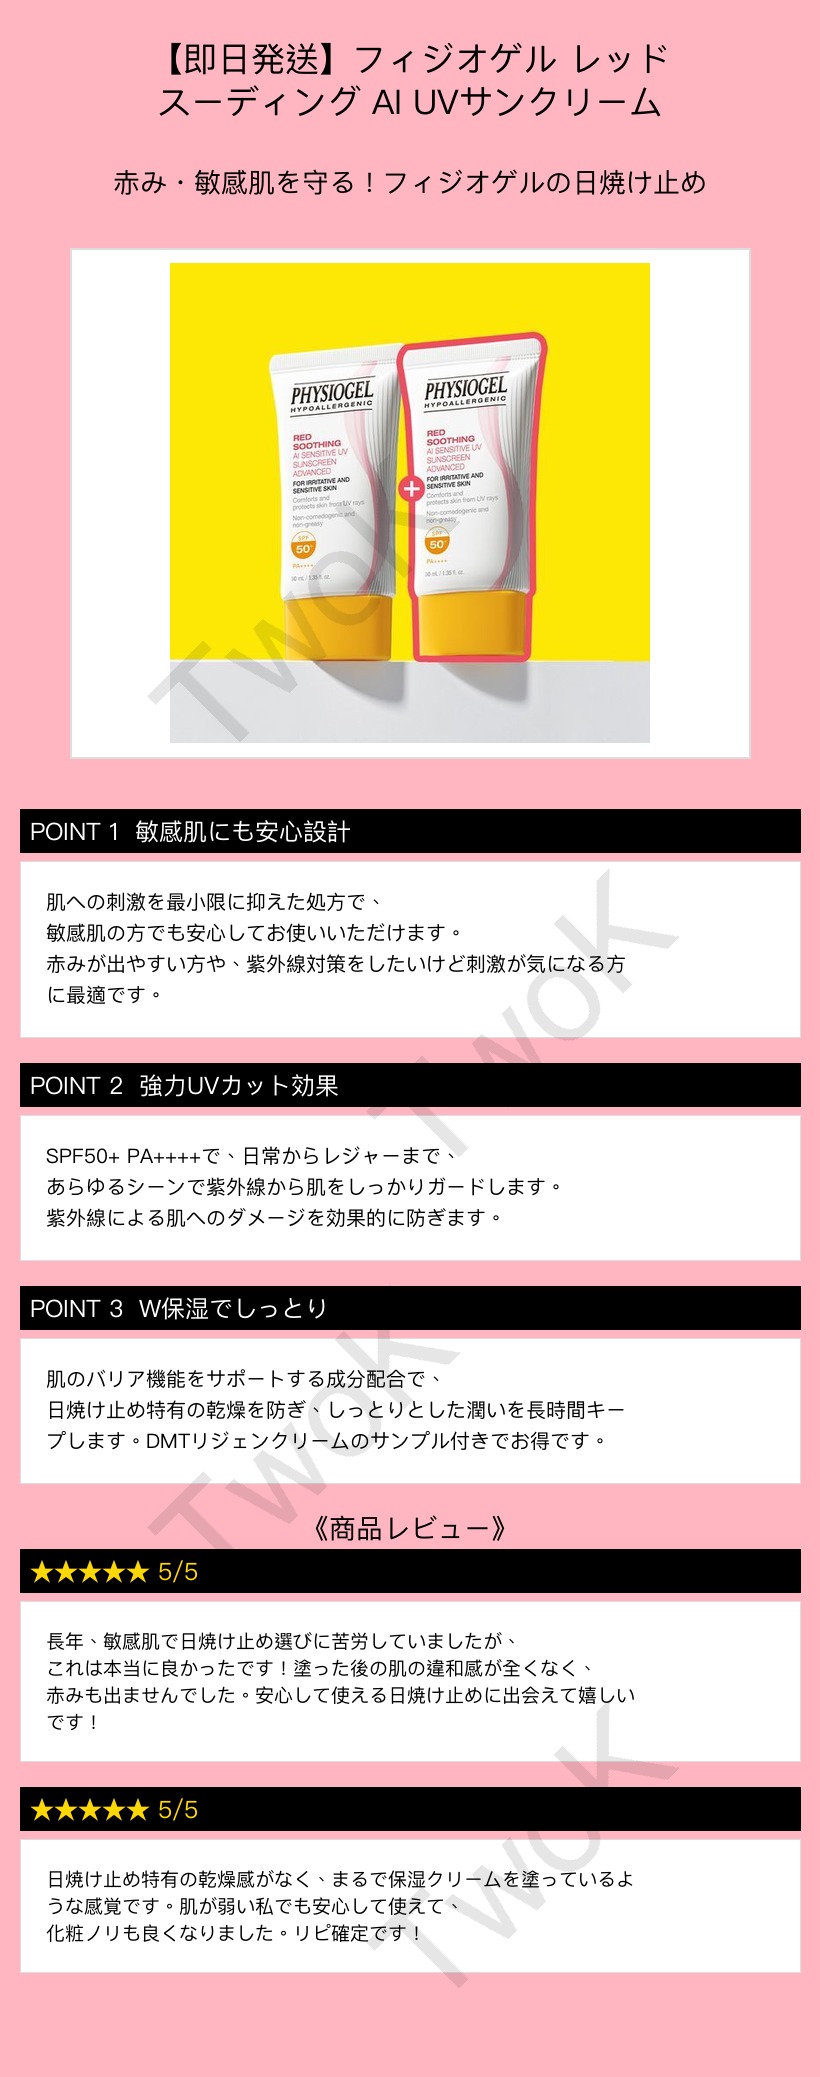 【即日発送】フィジオゲル レッド
スーディング AI UVサンクリーム
赤み・敏感肌を守る！フィジオゲルの日焼け止め
PHYSIOGEL
HYPOALLERGENIC
RED
SOOTHING
AI SENSITIVE UV
SUNSCREEN
ADVANCED
FOR IRRITATIVE AND
SENSITIVE SKIN
Comforts and
protects skin from UV rays
Non-comedogenic and
non-greasy
SPF
50+
PA++++
PHYSIOGEL
HYPOALLERGENIC
RED
SOOTHING
AI SENSITIVE UV
SUNSCREEN
ADVANCED
FOR IRRITATIVE AND
SENSITIVE SKIN
Comforts and
protects skin from UV rays
Non-comedogenic and
non-greasy
SPF
50+
PA++++
TwoK
POINT 1 敏感肌にも安心設計
肌への刺激を最小限に抑えた処方で、
敏感肌の方でも安心してお使いいただけます。
赤みが出やすい方や、紫外線対策をしたいけど刺激が気になる方
に最適です。
TwoK
POINT 2 強力UVカット効果
SPF50+ PA++++で、日常からレジャーまで、
あらゆるシーンで紫外線から肌をしっかりガードします。
紫外線による肌へのダメージを効果的に防ぎます。
POINT 3 W保湿でしっとり
肌のバリア機能をサポートする成分配合で、
日焼け止め特有の乾燥を防ぎ、しっとりとした潤いを長時間キー
プします。DMTリジェンクリームのサンプル付きでお得です。
TwoK
《商品レビュー》
★★★★★ 5/5
長年、敏感肌で日焼け止め選びに苦労していましたが、
これは本当に良かったです！塗った後の肌の違和感が全くなく、
赤みも出ませんでした。安心して使える日焼け止めに出会えて嬉しい
です！
★★★★★ 5/5
日焼け止め特有の乾燥感がなく、まるで保湿クリームを塗っているよ
うな感覚です。肌が弱い私でも安心して使えて、
化粧ノリも良くなりました。リピ確定です！
TwoK